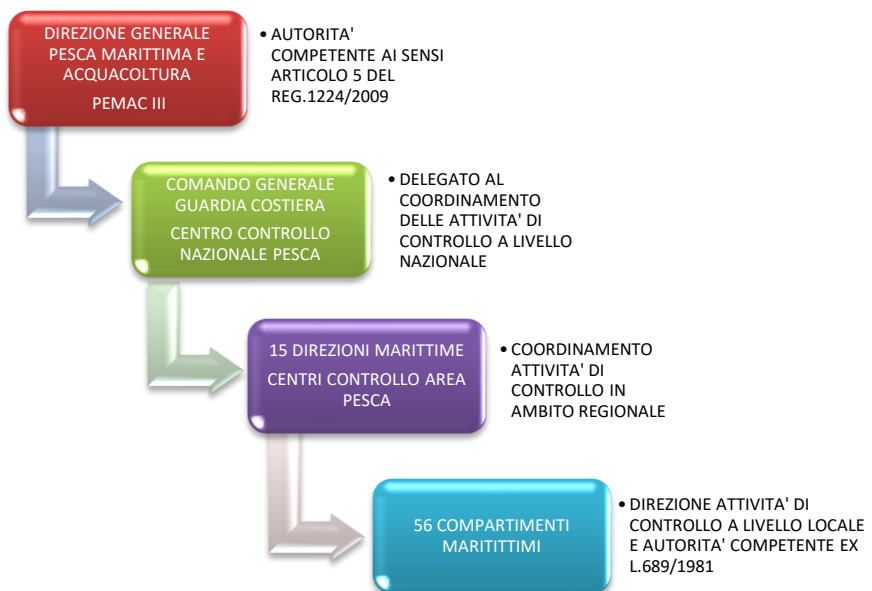 DIREZIONE GENERALE
PESCA MARITTIMA E
ACQUACOLTURA
PEMAC III
• AUTORITA'
COMPETENTE AI SENSI
ARTICOLO 5 DEL
REG.1224/2009
COMANDO GENERALE
GUARDIA COSTIERA
CENTRO CONTROLLO
NAZIONALE PESCA
• DELEGATO AL
COORDINAMENTO
DELLE ATTIVITA' DI
CONTROLLO A LIVELLO
NAZIONALE
15 DIREZIONI MARITTIME
CENTRI CONTROLLO AREA
PESCA
• COORDINAMENTO
ATTIVITA' DI
CONTROLLO IN
AMBITO REGIONALE
56 COMPARTIMENTI
MARITITTIMI
• DIREZIONE ATTIVITA' DI
CONTROLLO A LIVELLO LOCALE
E AUTORITA' COMPETENTE EX
L.689/1981